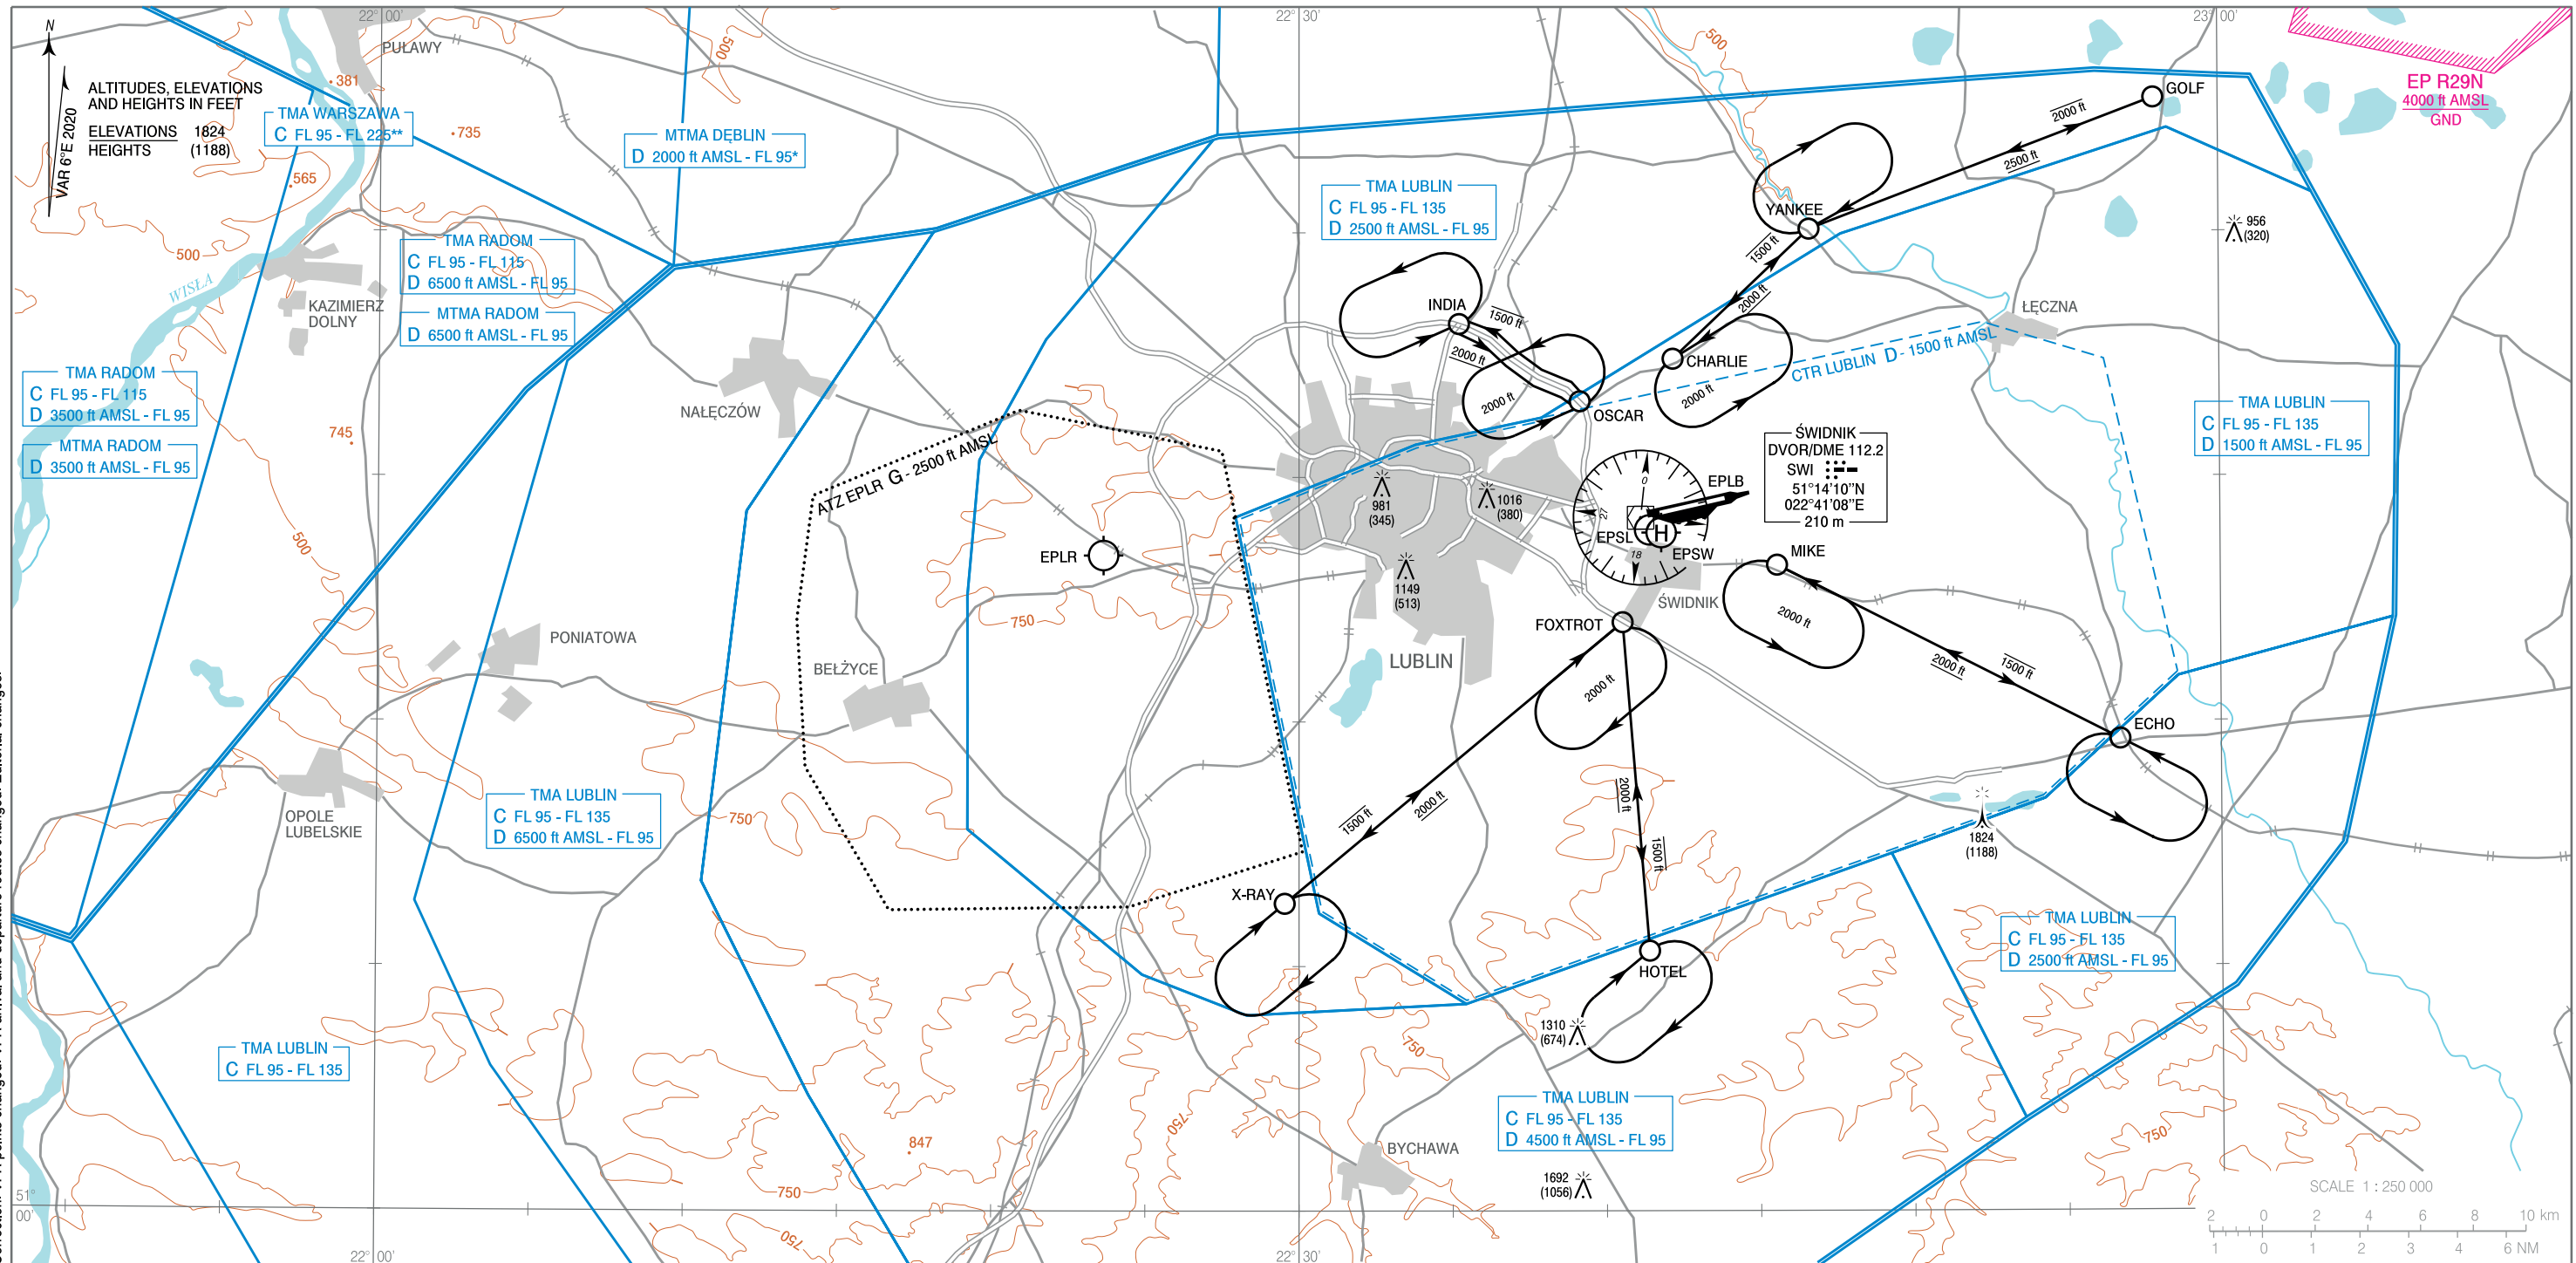 22° 00'
22° 30'
23° 00'
N
VAR 6°E 2020
ALTITUDES, ELEVATIONS
AND HEIGHTS IN FEET
ELEVATIONS 1824
HEIGHTS (1188)
PULAWY
381
TMA WARSZAWA
C FL 95 - FL 225**
735
565
500
500
MTMA DĘBLIN
D 2000 ft AMSL - FL 95*
TMA RADOM
C FL 95 - FL 115
D 6500 ft AMSL - FL 95
MTMA RADOM
D 6500 ft AMSL - FL 95
WISŁA
KAZIMIERZ
DOLNY
TMA RADOM
C FL 95 - FL 115
D 3500 ft AMSL - FL 95
MTMA RADOM
D 3500 ft AMSL - FL 95
745
500
NAŁĘCZÓW
ATZ EPLR G - 2500 ft AMSL
EPLR
750
PONIATOWA
BEŁŻYCE
OPOLE
LUBELSKIE
TMA LUBLIN
C FL 95 - FL 135
D 6500 ft AMSL - FL 95
750
TMA LUBLIN
C FL 95 - FL 135
847
750
750
750
51°
00'
22° 00'
22° 30'
TMA LUBLIN
C FL 95 - FL 135
D 2500 ft AMSL - FL 95
500
EP R29N
4000 ft AMSL
GND
GOLF
2000 ft
2500 ft
YANKEE
1500 ft
2000 ft
956
(320)
INDIA
1500 ft
2000 ft
2000 ft
OSCAR
CHARLIE
2000 ft
CTR LUBLIN D - 1500 ft AMSL
ŁĘCZNA
TMA LUBLIN
C FL 95 - FL 135
D 1500 ft AMSL - FL 95
ŚWIDNIK
DVOR/DME 112.2
SWI
51°14'10"N
022°41'08"E
210 m
981
(345)
1016
(380)
1149
(513)
0
27
18
EPLB
EPSL
H
EPSW
MIKE
2000 ft
ŚWIDNIK
FOXTROT
2000 ft
LUBLIN
2000 ft
1500 ft
ECHO
1500 ft
2000 ft
2000 ft
1500 ft
X-RAY
HOTEL
1824
(1188)
1310
(674)
750
TMA LUBLIN
C FL 95 - FL 135
D 2500 ft AMSL - FL 95
TMA LUBLIN
C FL 95 - FL 135
D 4500 ft AMSL - FL 95
BYCHAWA
1692
(1056)
750
SCALE 1 : 250 000
2 0 2 4 6 8 10 km
1 0 1 2 3 4 6 NM